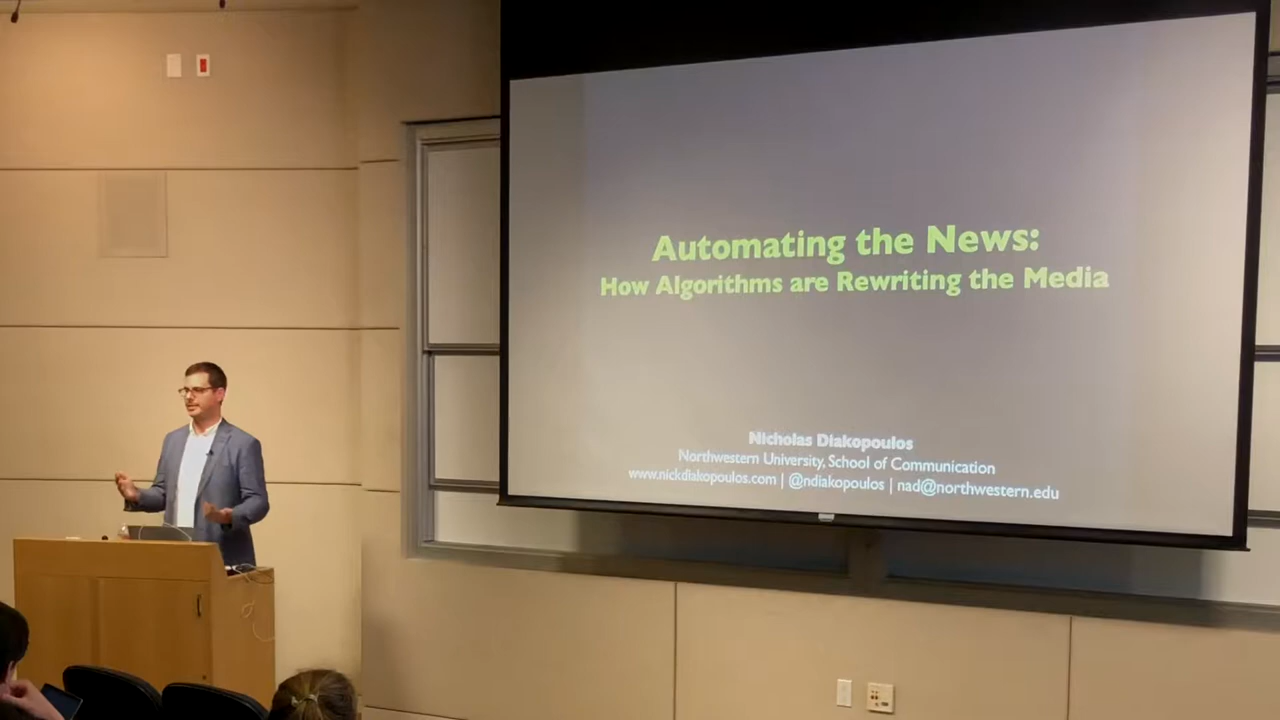 Automating the News:
How Algorithms are Rewriting the Media
Nicholas Diakopoulos
Northwestern University, School of Communication
www.nickdiakopoulos.com | @ndiakopoulos | nad@northwestern.edu